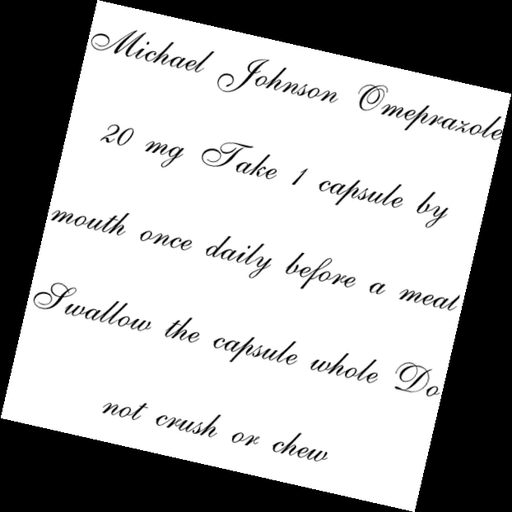 Michael Johnson Omeprazole
20 mg Take 1 capsule by
mouth once daily before a meal
Swallow the capsule whole Do
not crush or chew